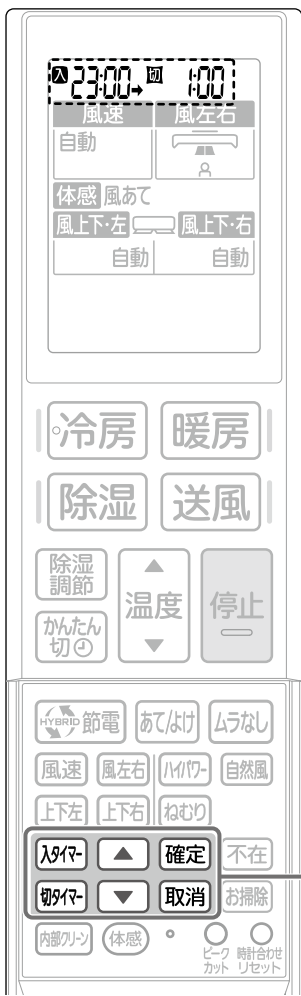 入 23:00→ 切 1:00
風速 風左右
自動
体感 風あて
風上下·左 風上下·右
自動 自動
冷房 暖房
除湿 送風
除湿
調節
温度
停止
かんたん
切
HYBRID 節電 あて/よけ ムラなし
風速 風左右 ハイパワー 自然風
上下左 上下右 ねむり
入タイマー ▲ 確定 不在
切タイマー ▼ 取消 お掃除
内部クリーン 体感
ピーク
カット
時計合わせ
リセット